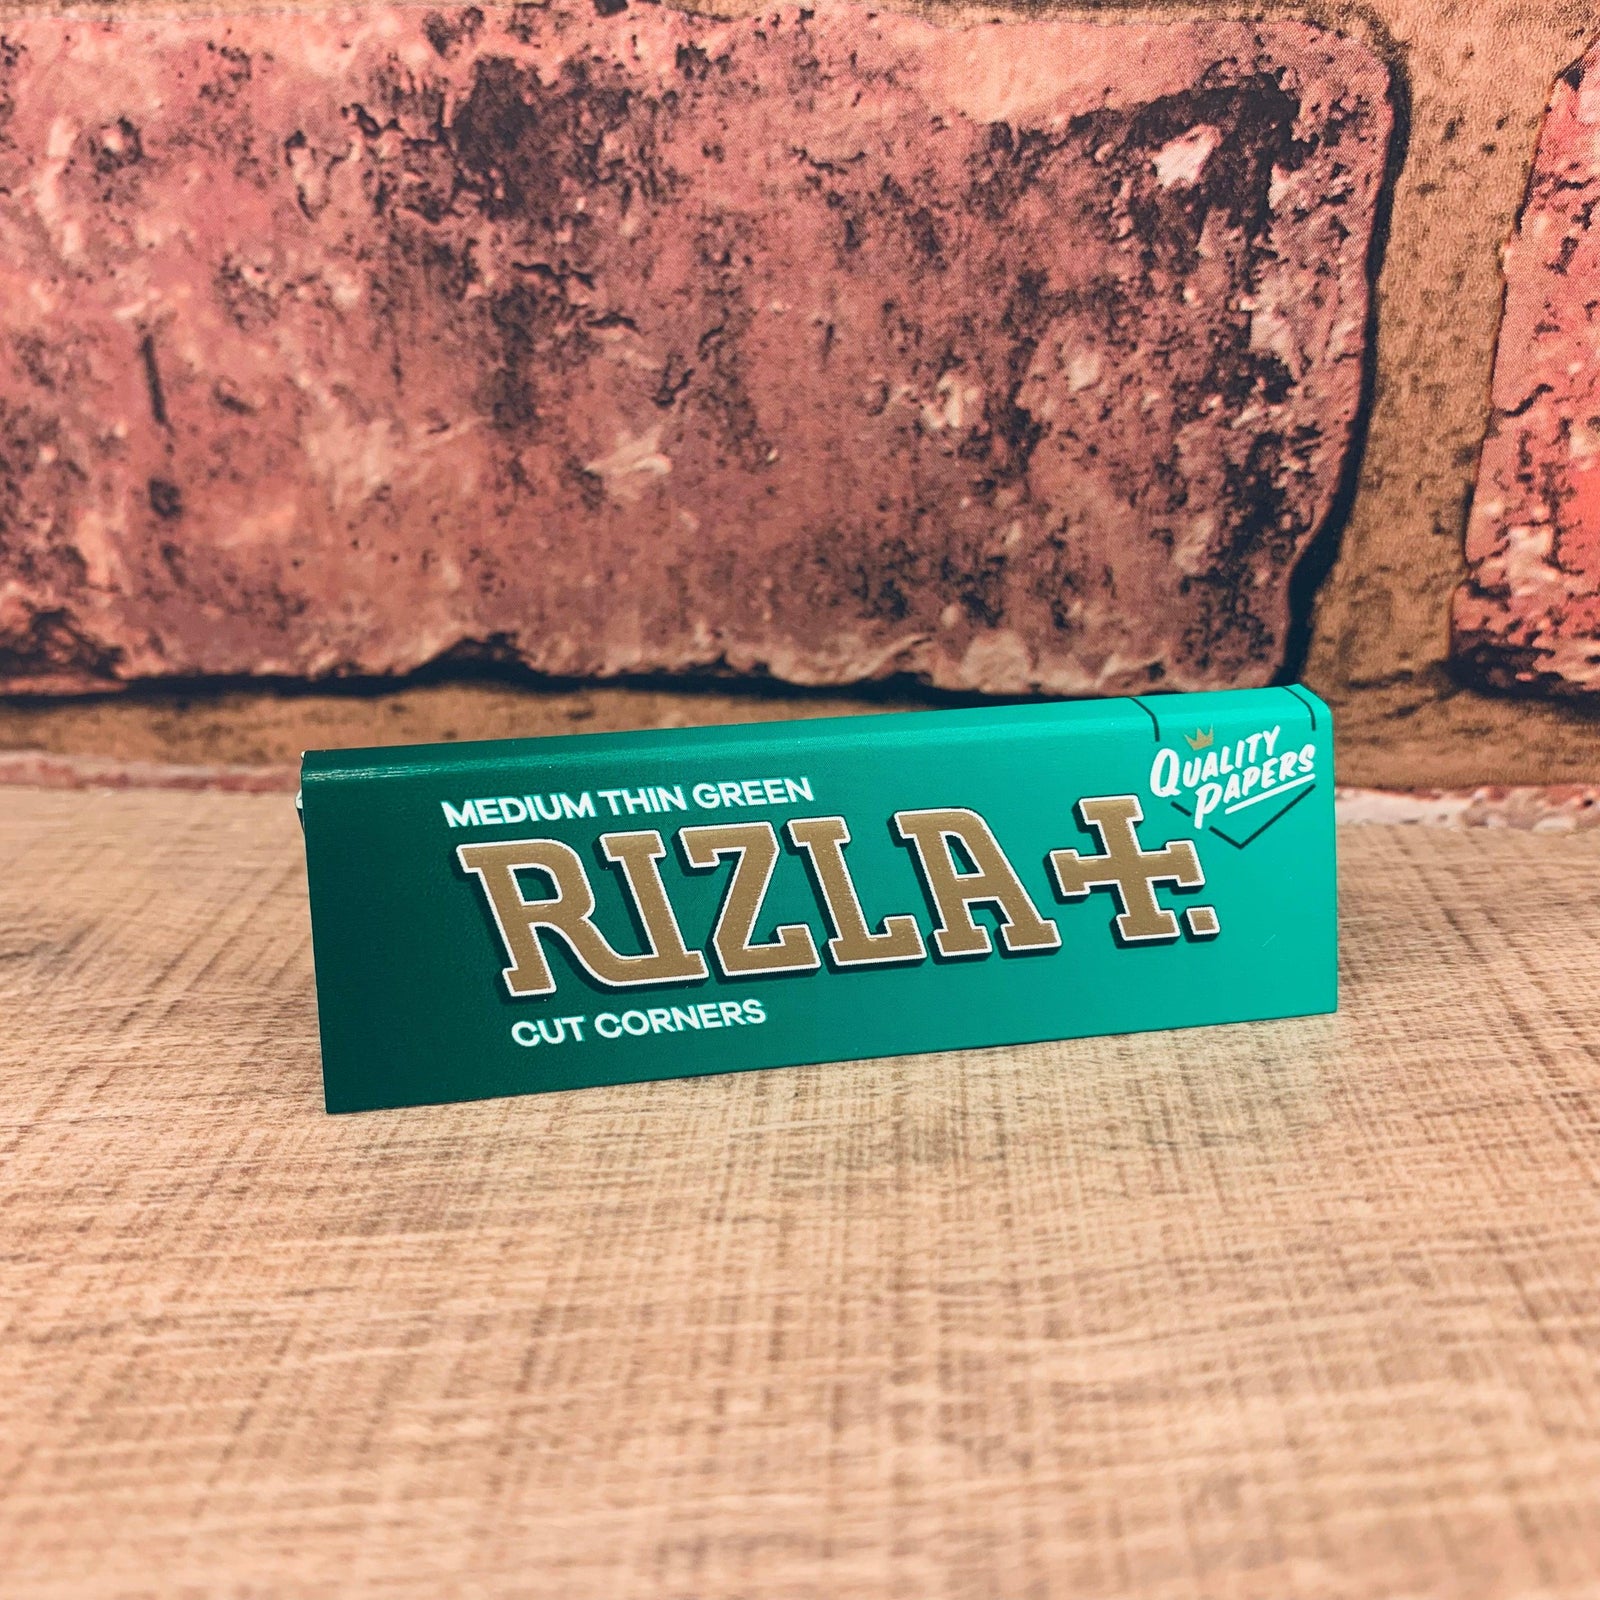 MEDIUM THIN GREEN
RIZLA+.
CUT CORNERS
QUALITY
PAPERS